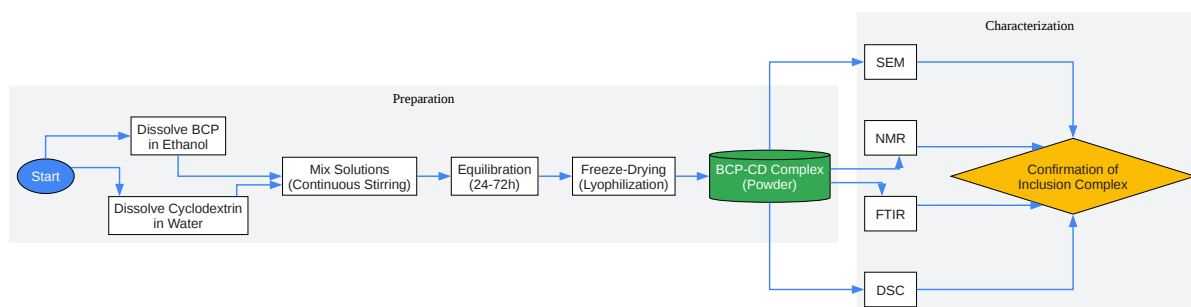 Preparation
Characterization
Start
Dissolve BCP
in Ethanol
Dissolve Cyclodextrin
in Water
Mix Solutions
(Continuous Stirring)
Equilibration
(24-72h)
Freeze-Drying
(Lyophilization)
BCP-CD Complex
(Powder)
SEM
NMR
FTIR
DSC
Confirmation of
Inclusion Complex